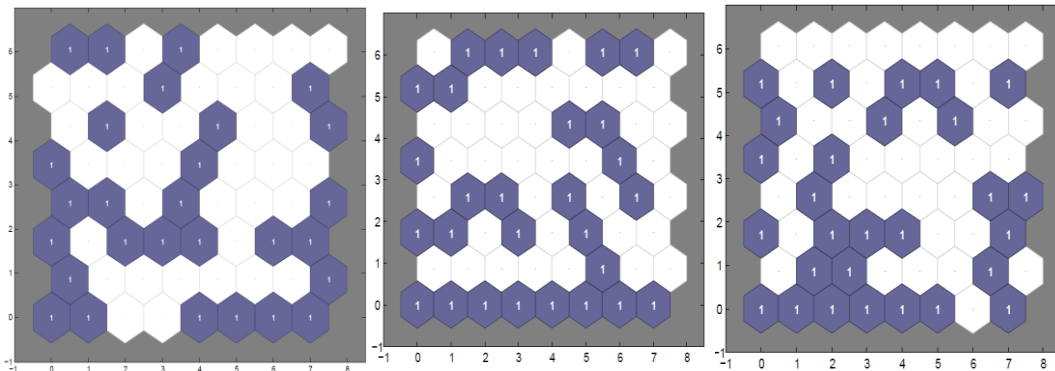 6 1 1 1
1 1
5
4 1 1 1
1 1
3
1 1 1 1
2 1 1 1 1 1 1
1 1 1
0 1 1 1 1 1 1
−1
0 1 2 3 4 5 6 7 8
6 1 1 1 1 1
5 1 1
4 1 1
3 1 1
1 1 1 1
2 1 1 1 1
1 1
0 1 1 1 1 1 1 1 1
−1
−1 0 1 2 3 4 5 6 7 8
6
5 1 1 1 1 1
4 1 1 1
3 1 1
1 1 1
2 1 1 1 1 1
1 1 1 1
0 1 1 1 1 1 1 1
−1
−1 0 1 2 3 4 5 6 7 8